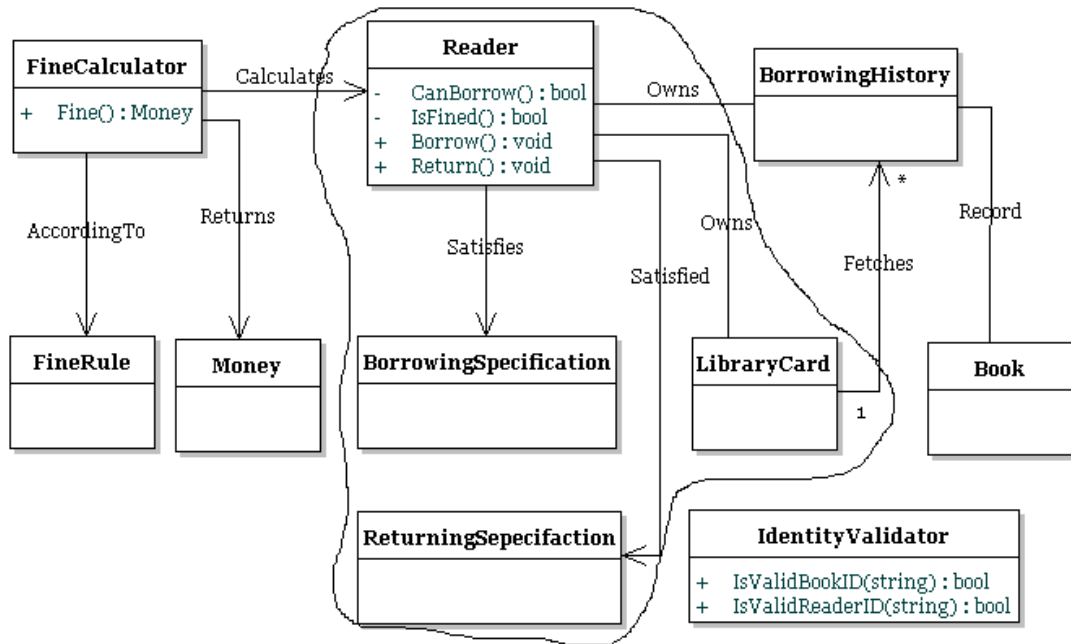 FineCalculator
+ Fine() : Money
Calculates
Reader
- CanBorrow() : bool
- IsFined() : bool
+ Borrow() : void
+ Return() : void
Owns
BorrowingHistory
*
AccordingTo
Returns
Satisfies
Satisfied
Owns
Fetches
Record
FineRule
Money
BorrowingSpecification
LibraryCard
1
Book
ReturningSepecifaction
IdentityValidator
+ IsValidBookID(string) : bool
+ IsValidReaderID(string) : bool